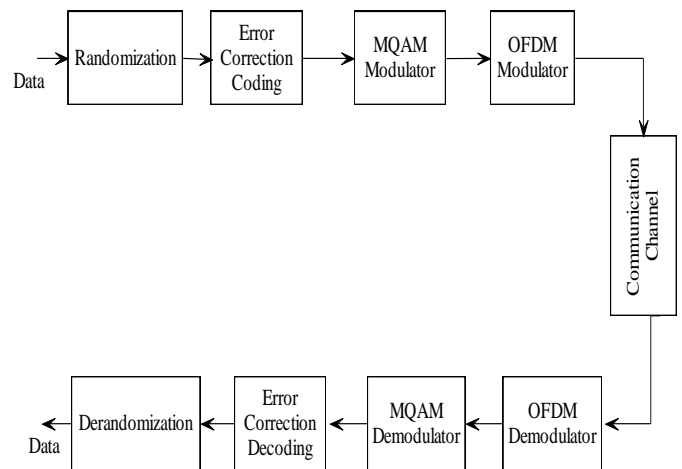 Data
Randomization
Error
Correction
Coding
MQAM
Modulator
OFDM
Modulator
Communication
Channel
OFDM
Demodulator
MQAM
Demodulator
Error
Correction
Decoding
Derandomization
Data